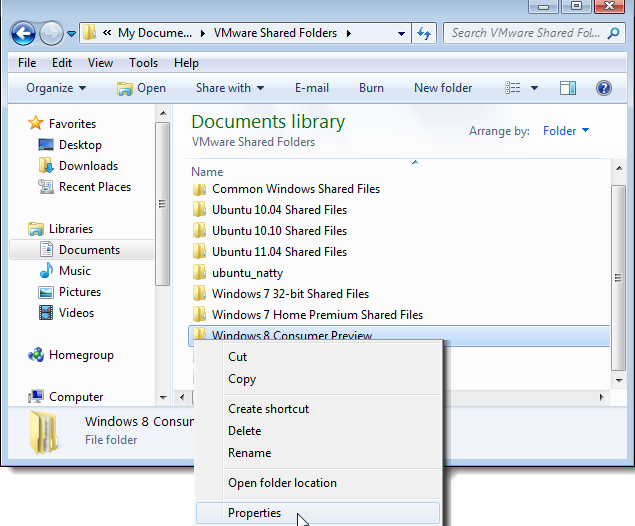 « My Docume... VMware Shared Folders
Search VMware Shared Fol...
File Edit View Tools Help
Organize Open Share with E-mail Burn New folder
Favorites
Desktop
Downloads
Recent Places
Libraries
Documents
Music
Pictures
Videos
Homegroup
Computer
Documents library
VMware Shared Folders
Arrange by: Folder
Name
Common Windows Shared Files
Ubuntu 10.04 Shared Files
Ubuntu 10.10 Shared Files
Ubuntu 11.04 Shared Files
ubuntu_natty
Windows 7 32-bit Shared Files
Windows 7 Home Premium Shared Files
Windows 8 Consumer Preview
Cut
Copy
Create shortcut
Delete
Rename
Open folder location
Properties
Windows 8 Consu
File folder